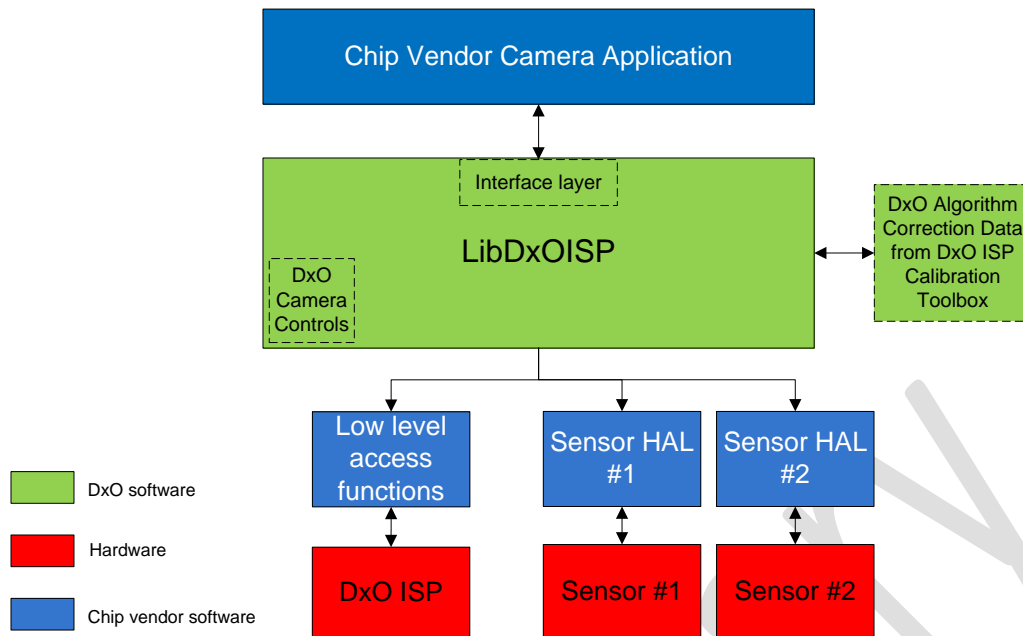 Chip Vendor Camera Application
Interface layer
LibDxOISP
DxO
Camera
Controls
DxO Algorithm
Correction Data
from DxO ISP
Calibration
Toolbox
Low level
access
functions
Sensor HAL
#1
Sensor HAL
#2
DxO ISP
Sensor #1
Sensor #2
DxO software
Hardware
Chip vendor software